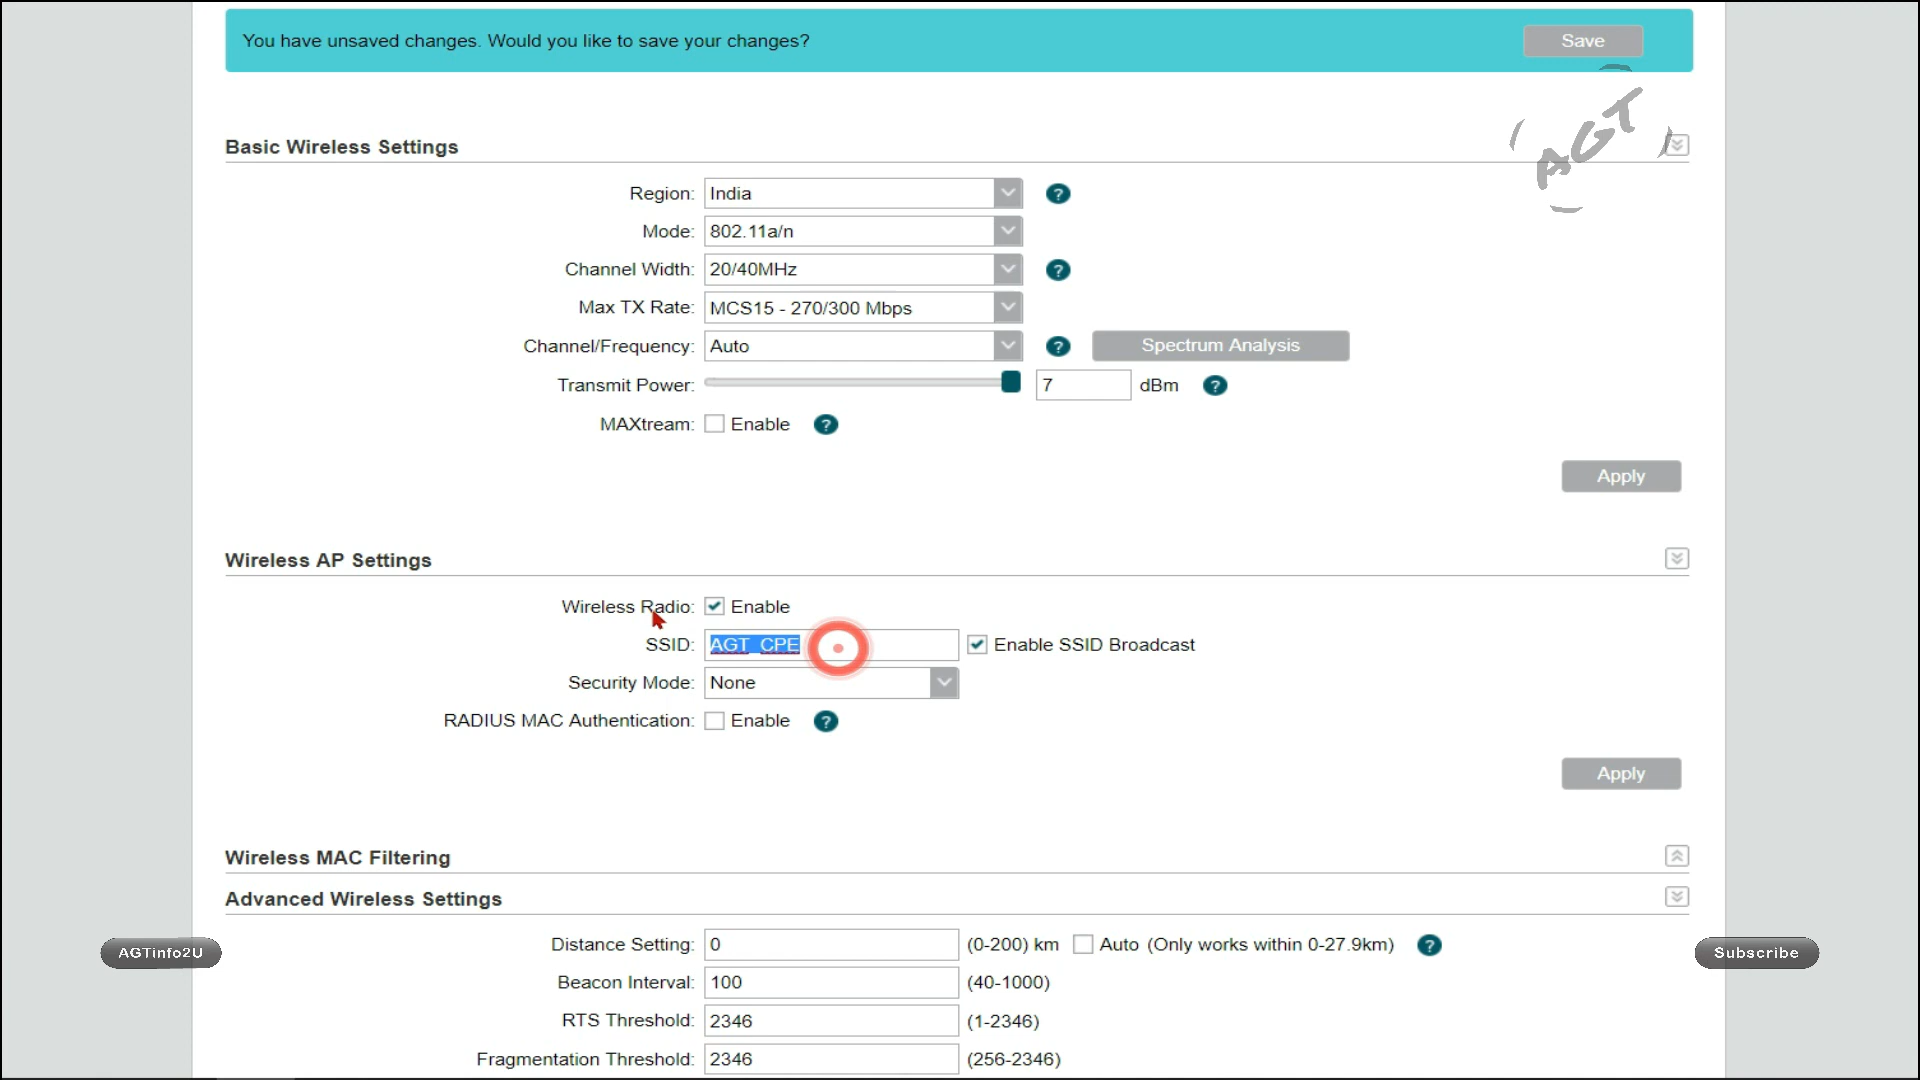 You have unsaved changes. Would you like to save your changes? Save
AGT
Basic Wireless Settings
Region: India ?
Mode: 802.11a/n
Channel Width: 20/40MHz ?
Max TX Rate: MCS15 - 270/300 Mbps
Channel/Frequency: Auto ? Spectrum Analysis
Transmit Power: 7 dBm ?
MAXtream: Enable ?
Apply
Wireless AP Settings
Wireless Radio: Enable
SSID: AGT_CPE Enable SSID Broadcast
Security Mode: None
RADIUS MAC Authentication: Enable ?
Apply
Wireless MAC Filtering
Advanced Wireless Settings
Distance Setting: 0 (0-200) km Auto (Only works within 0-27.9km) ?
AGTinfo2U Subscribe
Beacon Interval: 100 (40-1000)
RTS Threshold: 2346 (1-2346)
Fragmentation Threshold: 2346 (256-2346)